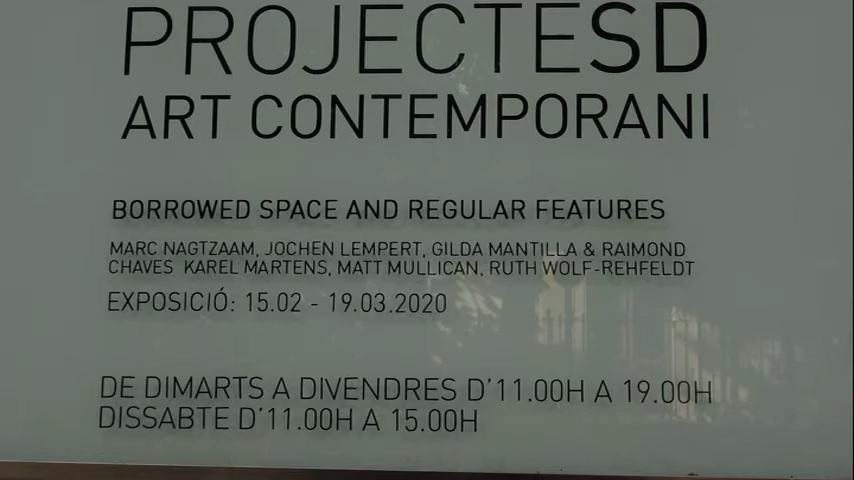 PROJECTESD
ART CONTEMPORANI
BORROWED SPACE AND REGULAR FEATURES
MARC NAGTZAAM, JOCHEN LEMPERT, GILDA MANTILLA & RAIMOND
CHAVES KAREL MARTENS, MATT MULLICAN, RUTH WOLF-REHFELDT
EXPOSICIÓ: 15.02 - 19.03.2020
DE DIMARTS A DIVENDRES D'11.00H A 19.00H
DISSABTE D'11.00H A 15.00H